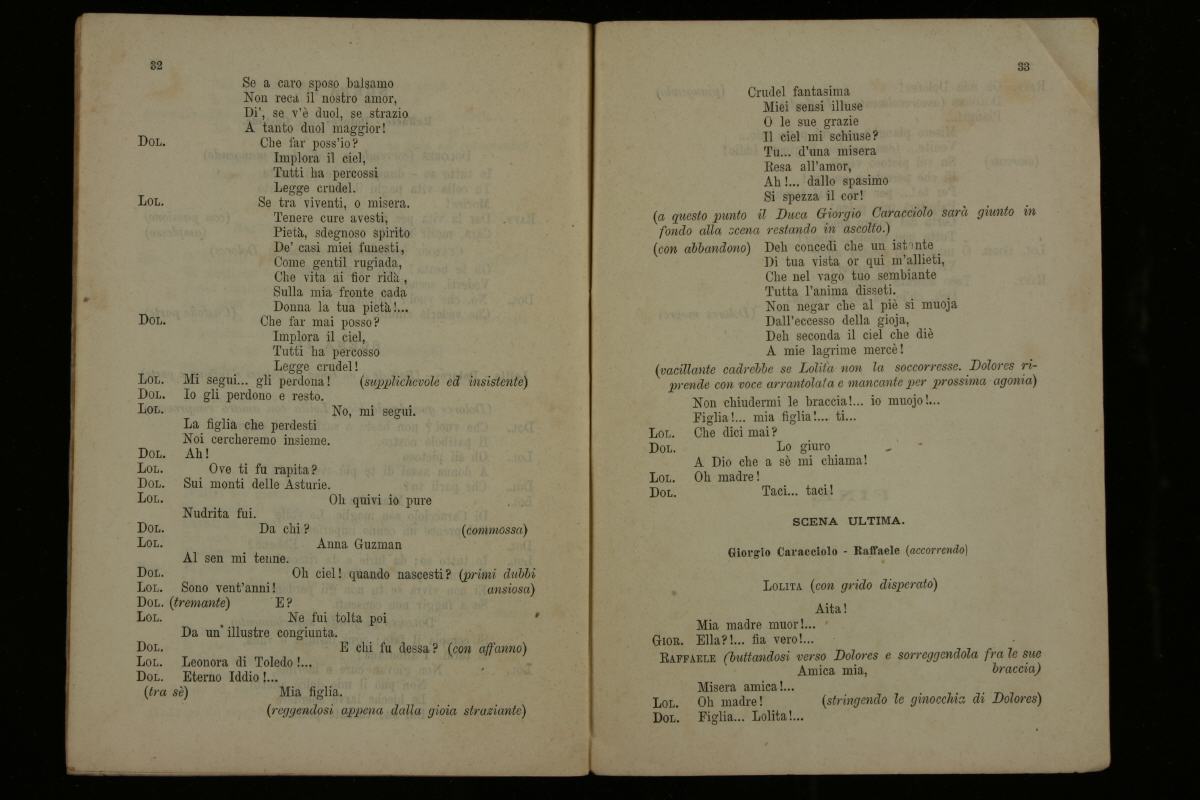 32
Se a caro sposo balsamo
Non reca il nostro amor,
Di', se v'è duol, se strazio
A tanto duol maggior!
DOL. Che far poss'io?
Implora il ciel,
Tutti ha percossi
Legge crudel.
LOL. Se tra viventi, o misera.
Tenere cure avesti,
Pietà, sdegnoso spirito
De' casi miei funesti,
Come gentil rugiada,
Che vita ai fior ridà,
Sulla mia fronte cada
Donna la tua pietà!...
DOL. Che far mai posso?
Implora il ciel,
Tutti ha percosso
Legge crudel!
LOL. Mi segui... gli perdona! (supplichevole ed insistente)
DOL. Io gli perdono e resto.
LOL. No, mi segui.
La figlia che perdesti
Noi cercheremo insieme.
DOL. Ah!
LOL. Ove ti fu rapita?
DOL. Sui monti delle Asturie.
LOL. Oh quivi io pure
Nudrita fui.
DOL. Da chi? (commossa)
LOL. Anna Guzman
Al sen mi tenne.
DOL. Oh ciel! quando nascesti? (primi dubbi
LOL. Sono vent'anni! ansiosa)
DOL. (tremante) E?
LOL. Ne fui tolta poi
Da un' illustre congiunta.
DOL. E chi fu dessa? (con affanno)
LOL. Leonora di Toledo!...
DOL. Eterno Iddio!...
(tra sè) Mia figlia.
(reggendosi appena dalla gioia straziante)
33
Crudel fantasima
Miei sensi illuse
O le sue grazie
Il ciel mi schiuse?
Tu... d'una misera
Resa all'amor,
Ah!... dallo spasimo
Si spezza il cor!
(a questo punto il Duca Giorgio Caracciolo sarà giunto in
fondo alla scena restando in ascolto.)
(con abbandono) Deh concedi che un istante
Di tua vista or qui m'allieti,
Che nel vago tuo sembiante
Tutta l'anima disseti.
Non negar che al piè si muoja
Dall'eccesso della gioja,
Deh seconda il ciel che diè
A mie lagrime mercè!
(vacillante cadrebbe se Lolita non la soccorresse. Dolores ri-
prende con voce arrantolata e mancante per prossima agonia)
Non chiudermi le braccia!... io muojo!...
Figlia!... mia figlia!... ti...
LOL. Che dici mai?
DOL. Lo giuro
A Dio che a sè mi chiama!
LOL. Oh madre!
DOL. Taci... taci!
SCENA ULTIMA.
Giorgio Caracciolo - Raffaele (accorrendo)
LOLITA (con grido disperato)
Aita!
Mia madre muor!...
GIOR. Ella?!... fia vero!...
RAFFAELE (buttandosi verso Dolores e sorreggendola fra le sue
Amica mia, braccia)
Misera amica!...
LOL. Oh madre! (stringendo le ginocchia di Dolores)
DOL. Figlia... Lolita!...